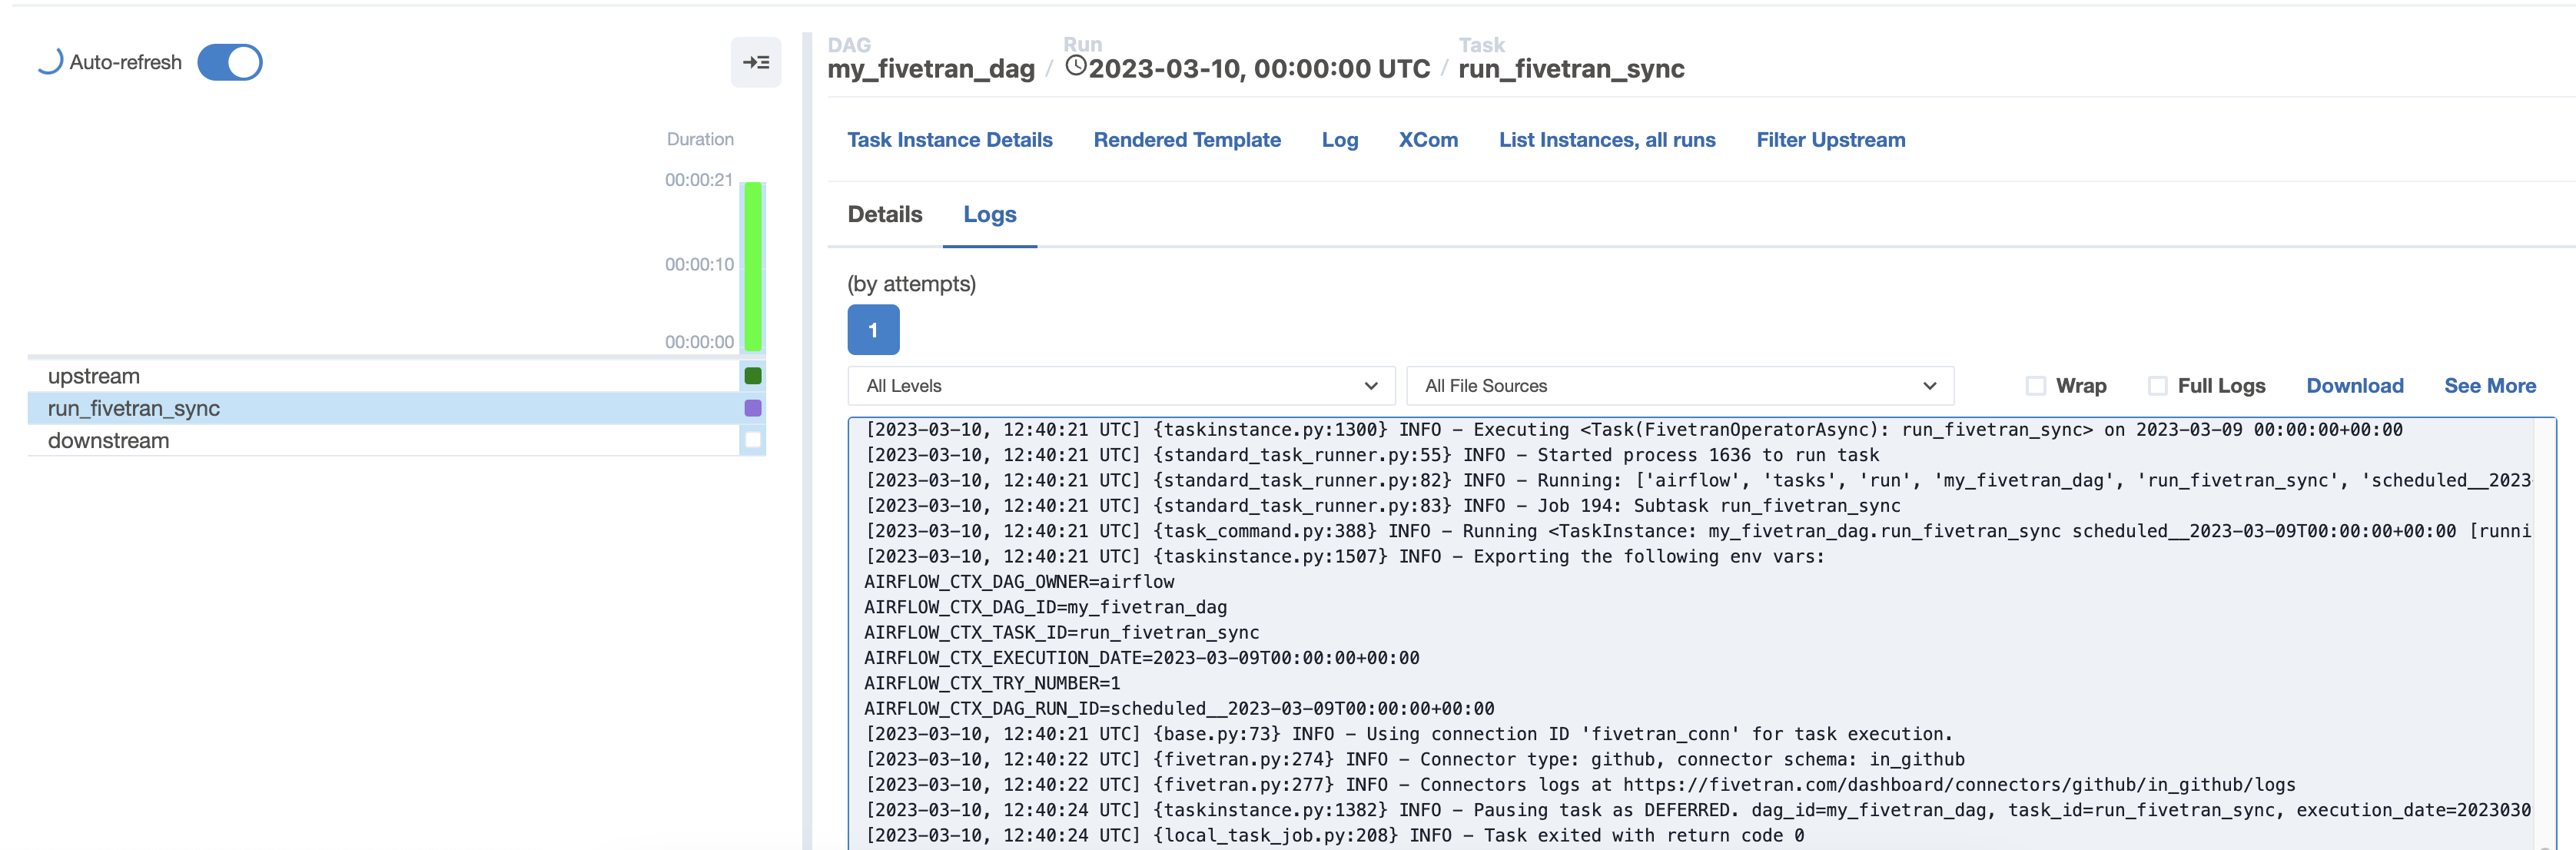 Auto-refresh
Duration
00:00:21
00:00:10
00:00:00
upstream
run_fivetran_sync
downstream
DAG
my_fivetran_dag
/
Run
2023-03-10, 00:00:00 UTC
/
Task
run_fivetran_sync
Task Instance Details Rendered Template Log XCom List Instances, all runs Filter Upstream
Details Logs
(by attempts)
1
All Levels All File Sources Wrap Full Logs Download See More
[2023-03-10, 12:40:21 UTC] {taskinstance.py:1300} INFO - Executing <Task(FivetranOperatorAsync): run_fivetran_sync> on 2023-03-09 00:00:00+00:00
[2023-03-10, 12:40:21 UTC] {standard_task_runner.py:55} INFO - Started process 1636 to run task
[2023-03-10, 12:40:21 UTC] {standard_task_runner.py:82} INFO - Running: ['airflow', 'tasks', 'run', 'my_fivetran_dag', 'run_fivetran_sync', 'scheduled__2023
[2023-03-10, 12:40:21 UTC] {standard_task_runner.py:83} INFO - Job 194: Subtask run_fivetran_sync
[2023-03-10, 12:40:21 UTC] {task_command.py:388} INFO - Running <TaskInstance: my_fivetran_dag.run_fivetran_sync scheduled__2023-03-09T00:00:00+00:00 [runni
[2023-03-10, 12:40:21 UTC] {taskinstance.py:1507} INFO - Exporting the following env vars:
AIRFLOW_CTX_DAG_OWNER=airflow
AIRFLOW_CTX_DAG_ID=my_fivetran_dag
AIRFLOW_CTX_TASK_ID=run_fivetran_sync
AIRFLOW_CTX_EXECUTION_DATE=2023-03-09T00:00:00+00:00
AIRFLOW_CTX_TRY_NUMBER=1
AIRFLOW_CTX_DAG_RUN_ID=scheduled__2023-03-09T00:00:00+00:00
[2023-03-10, 12:40:21 UTC] {base.py:73} INFO - Using connection ID 'fivetran_conn' for task execution.
[2023-03-10, 12:40:22 UTC] {fivetran.py:274} INFO - Connector type: github, connector schema: in_github
[2023-03-10, 12:40:22 UTC] {fivetran.py:277} INFO - Connectors logs at https://fivetran.com/dashboard/connectors/github/in_github/logs
[2023-03-10, 12:40:24 UTC] {taskinstance.py:1382} INFO - Pausing task as DEFERRED. dag_id=my_fivetran_dag, task_id=run_fivetran_sync, execution_date=2023030
[2023-03-10, 12:40:24 UTC] {local_task_job.py:208} INFO - Task exited with return code 0